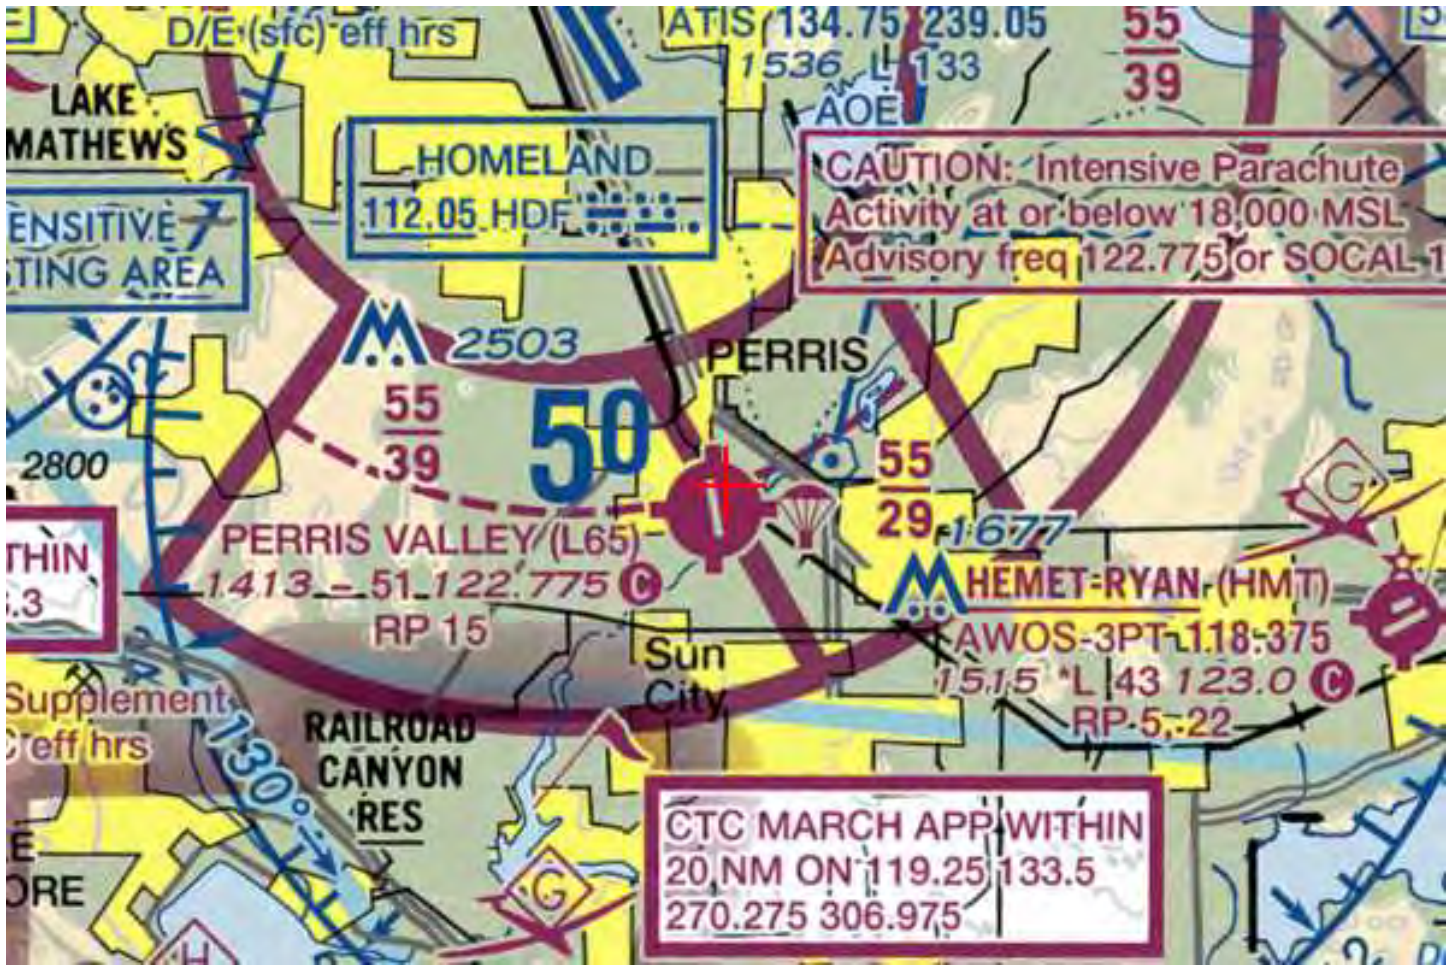 D/E (sfc) eff hrs
ATIS 134.75 239.05
1536 L 133
AOE
55
39
LAKE
MATHEWS
HOMELAND
112.05 HDF
CAUTION: Intensive Parachute
Activity at or below 18,000 MSL
Advisory freq 122.775 or SOCAL 1
ENSITIVE
STING AREA
2503
PERRIS
55
39
50
55
29
2800
1677
G
THIN
.3
PERRIS VALLEY (L65)
1413 - 51 122.775 C
RP 15
HEMET-RYAN (HMT)
AWOS-3PT 118.375
1515 *L 43 123.0 C
RP 5, 22
Sun
City
Supplement
C eff hrs
130°
RAILROAD
CANYON
RES
CTC MARCH APP WITHIN
20 NM ON 119.25 133.5
270.275 306.975
G
E
ORE
H